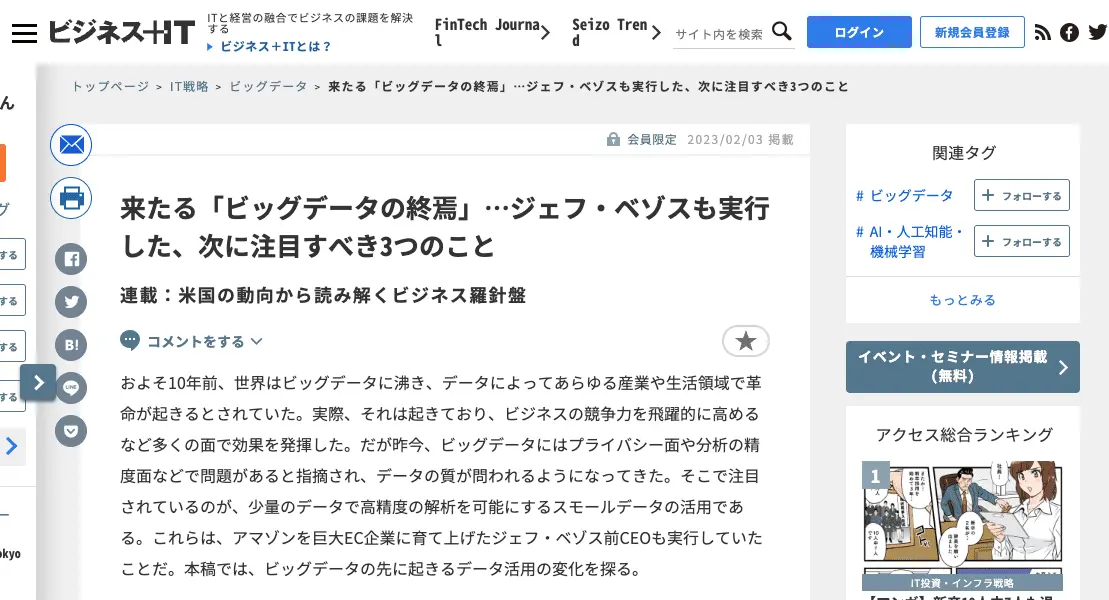 ビジネス+IT
ITと経営の融合でビジネスの課題を解決
する
ビジネス+ITとは？
FinTech Journa
l
Seizo Tren
d
サイト内を検索
ログイン
新規会員登録
トップページ > IT戦略 > ビッグデータ > 来たる「ビッグデータの終焉」…ジェフ・ベゾスも実行した、次に注目すべき3つのこと
ん
グ
する
する
する
する
okyo
B!
LINE
会員限定 2023/02/03 掲載
来たる「ビッグデータの終焉」…ジェフ・ベゾスも実行
した、次に注目すべき3つのこと
連載：米国の動向から読み解くビジネス羅針盤
コメントをする
およそ10年前、世界はビッグデータに沸き、データによってあらゆる産業や生活領域で革
命が起きるとされていた。実際、それは起きており、ビジネスの競争力を飛躍的に高める
など多くの面で効果を発揮した。だが昨今、ビッグデータにはプライバシー面や分析の精
度面などで問題があると指摘され、データの質が問われるようになってきた。そこで注目
されているのが、少量のデータで高精度の解析を可能にするスモールデータの活用であ
る。これらは、アマゾンを巨大EC企業に育て上げたジェフ・ベゾス前CEOも実行していた
ことだ。本稿では、ビッグデータの先に起きるデータ活用の変化を探る。
関連タグ
# ビッグデータ
+ フォローする
# AI・人工知能・
機械学習
+ フォローする
もっとみる
イベント・セミナー情報掲載
（無料）
アクセス総合ランキング
1
社長！
IT投資・インフラ戦略